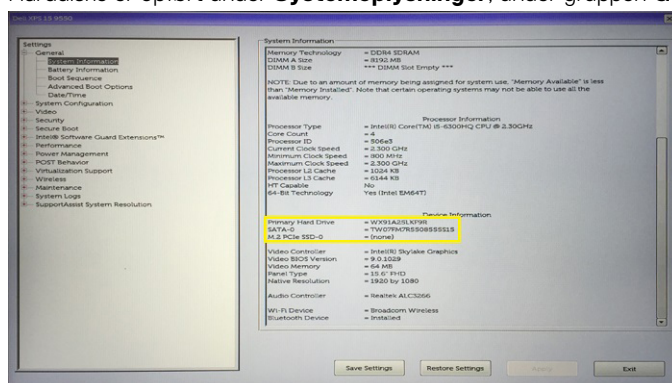 Systemoplysninger
Dell XPS 15 9550
Settings
General
System Information
Battery Information
Boot Sequence
Advanced Boot Options
Date/Time
System Configuration
Video
Security
Secure Boot
Intel® Software Guard Extensions™
Performance
Power Management
POST Behavior
Virtualization Support
Wireless
Maintenance
System Logs
SupportAssist System Resolution
System Information
Memory Technology = DDR4 SDRAM
DIMM A Size = 8192 MB
DIMM B Size *** DIMM Slot Empty ***
NOTE: Due to an amount of memory being assigned for system use, "Memory Available" is less
than "Memory Installed". Note that certain operating systems may not be able to use all the
available memory.
Processor Information
Processor Type = Intel(R) Core(TM) i5-6300HQ CPU @ 2.30GHz
Core Count = 4
Processor ID = 506e3
Current Clock Speed = 2.300 GHz
Minimum Clock Speed = 800 MHz
Maximum Clock Speed = 2.300 GHz
Processor L2 Cache = 1024 KB
Processor L3 Cache = 6144 KB
HT Capable No
64-Bit Technology Yes (Intel EM64T)
Device Information
Primary Hard Drive = WX91A25LKP9R
SATA-0 = TW07FM7R5508555515
M.2 PCIe SSD-0 = (none)
Video Controller = Intel(R) Skylake Graphics
Video BIOS Version = 9.0.1029
Video Memory = 64 MB
Panel Type = 15.6" FHD
Native Resolution = 1920 by 1080
Audio Controller = Realtek ALC3266
Wi-Fi Device = Broadcom Wireless
Bluetooth Device = Installed
Save Settings
Restore Settings
Apply
Exit